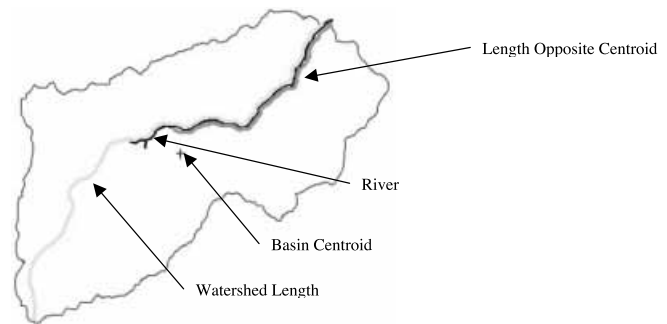 Length Opposite Centroid
River
Basin Centroid
Watershed Length